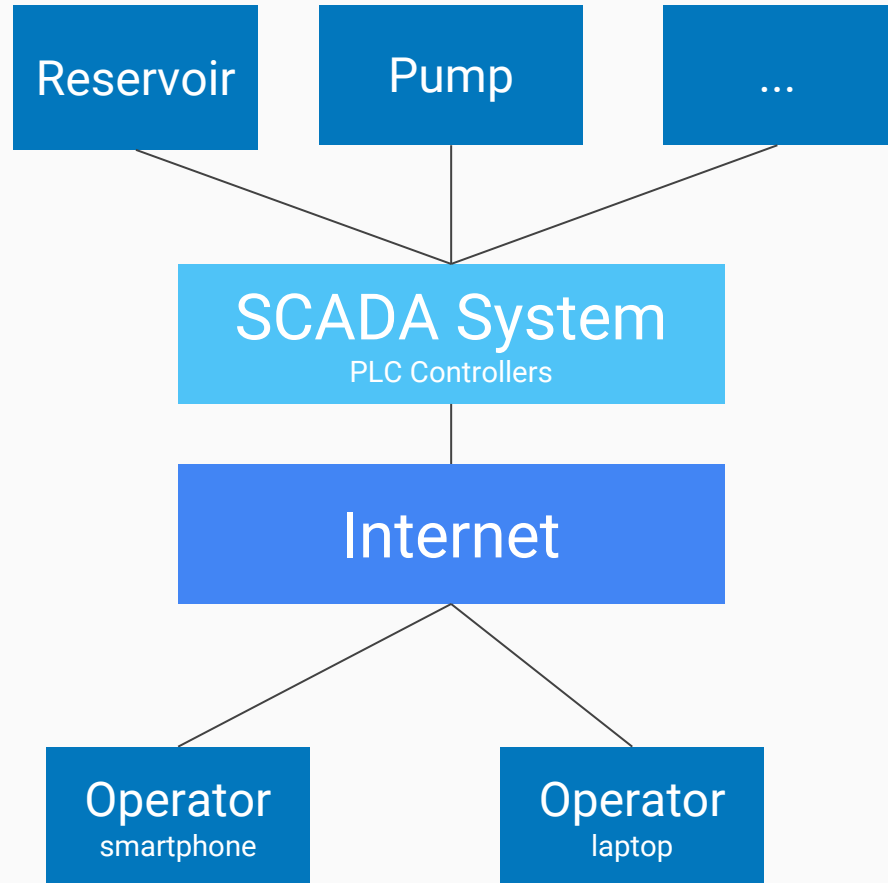 Reservoir
Pump
...
SCADA System
PLC Controllers
Internet
Operator
smartphone
Operator
laptop